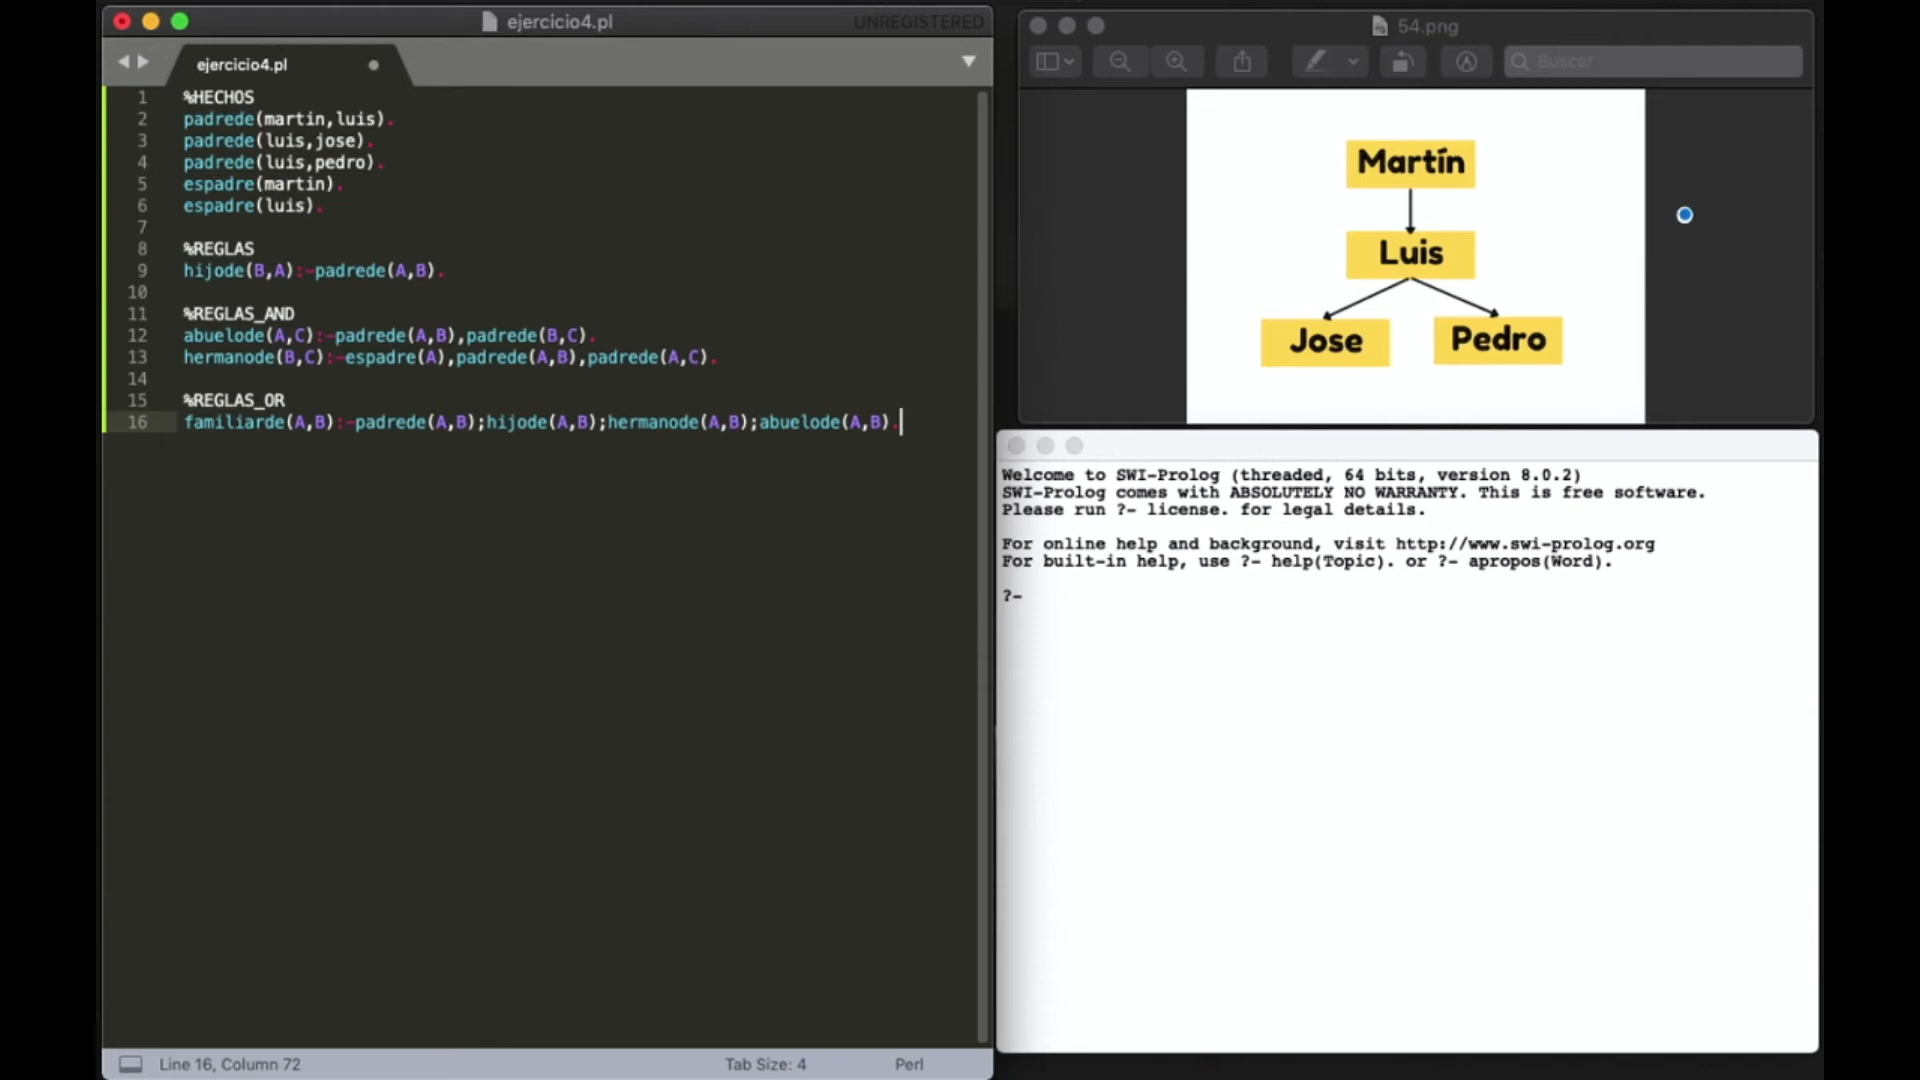 ejercicio4.pl
UNREGISTERED
ejercicio4.pl
1 %HECHOS
2 padrede(martin,luis).
3 padrede(luis,jose).
4 padrede(luis,pedro).
5 espadre(martin).
6 espadre(luis).
7
8 %REGLAS
9 hijode(B,A):-padrede(A,B).
10
11 %REGLAS_AND
12 abuelode(A,C):-padrede(A,B),padrede(B,C).
13 hermanode(B,C):-espadre(A),padrede(A,B),padrede(A,C).
14
15 %REGLAS_OR
16 familiarde(A,B):-padrede(A,B);hijode(A,B);hermanode(A,B);abuelode(A,B).
Line 16, Column 72
Tab Size: 4
Perl
54.png
Buscar
Martín
Luis
Jose
Pedro
Welcome to SWI-Prolog (threaded, 64 bits, version 8.0.2)
SWI-Prolog comes with ABSOLUTELY NO WARRANTY. This is free software.
Please run ?- license. for legal details.
For online help and background, visit http://www.swi-prolog.org
For built-in help, use ?- help(Topic). or ?- apropos(Word).
?-